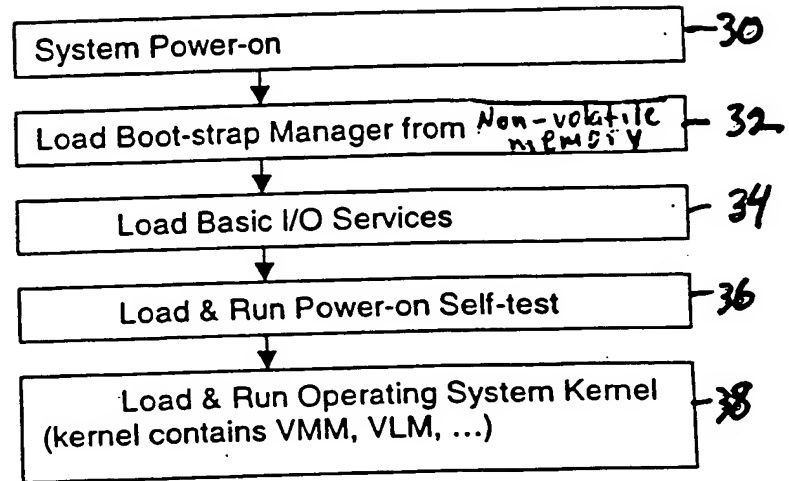 System Power-on
30
Load Boot-strap Manager from Non-volatile
memory
32
Load Basic I/O Services
34
Load & Run Power-on Self-test
36
Load & Run Operating System Kernel
(kernel contains VMM, VLM, ...)
38